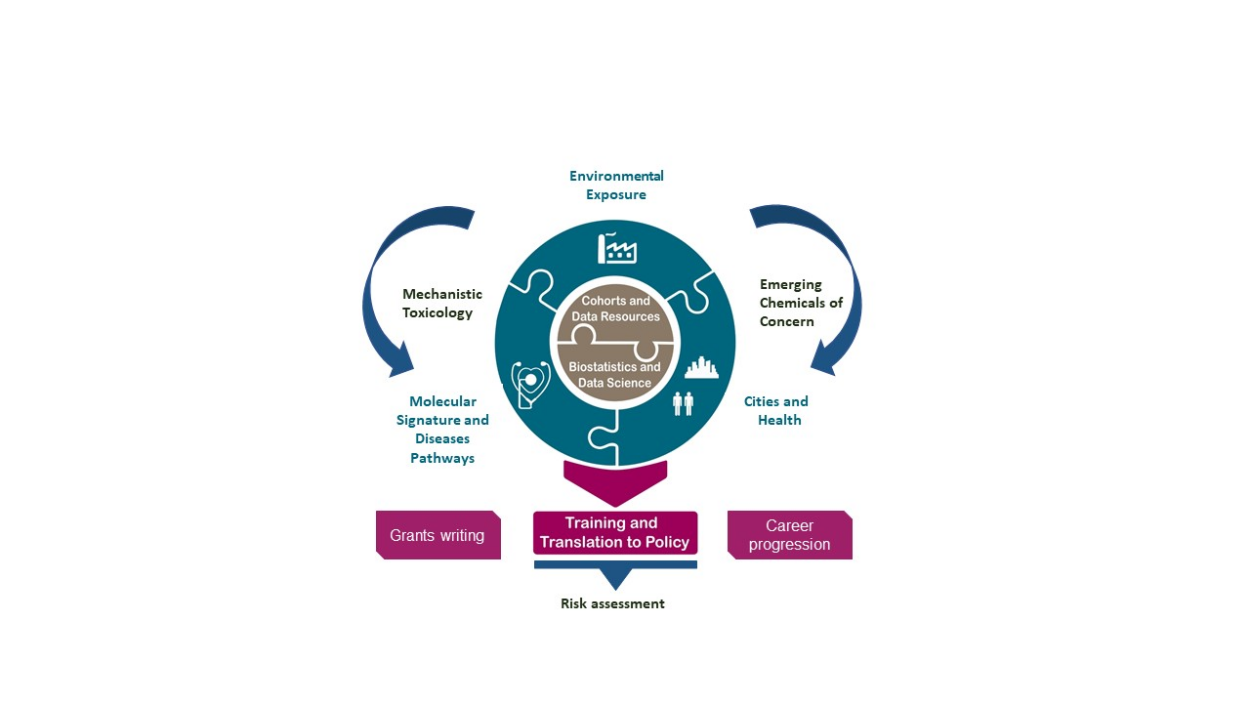 Environmental
Exposure
Mechanistic
Toxicology
Cohorts and
Data Resources
Biostatistics and
Data Science
Emerging
Chemicals of
Concern
Molecular
Signature and
Diseases
Pathways
Cities and
Health
Grants writing
Training and
Translation to Policy
Career
progression
Risk assessment